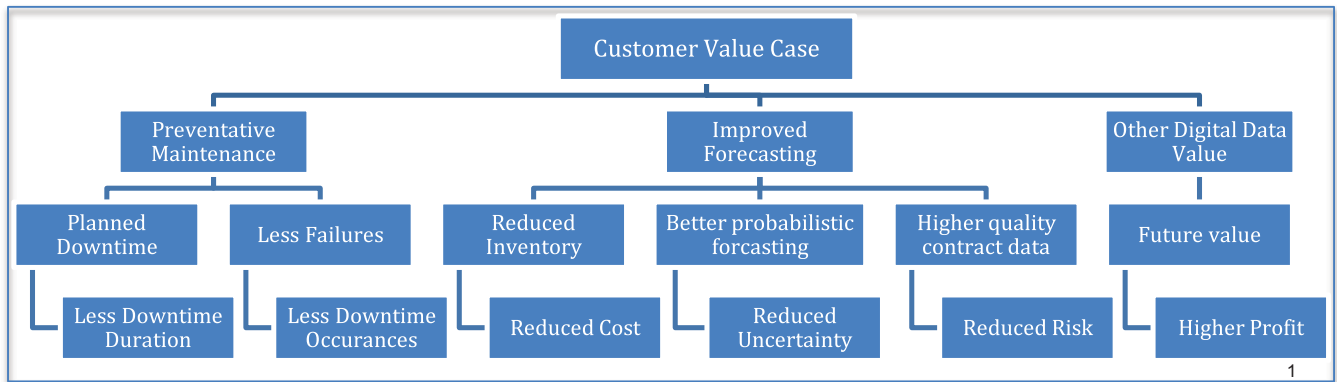 Customer Value Case
Preventative
Maintenance
Improved
Forecasting
Other Digital Data
Value
Planned
Downtime
Less Failures
Reduced
Inventory
Better probabilistic
forcasting
Higher quality
contract data
Future value
Less Downtime
Duration
Less Downtime
Occurances
Reduced Cost
Reduced
Uncertainty
Reduced Risk
Higher Profit
1